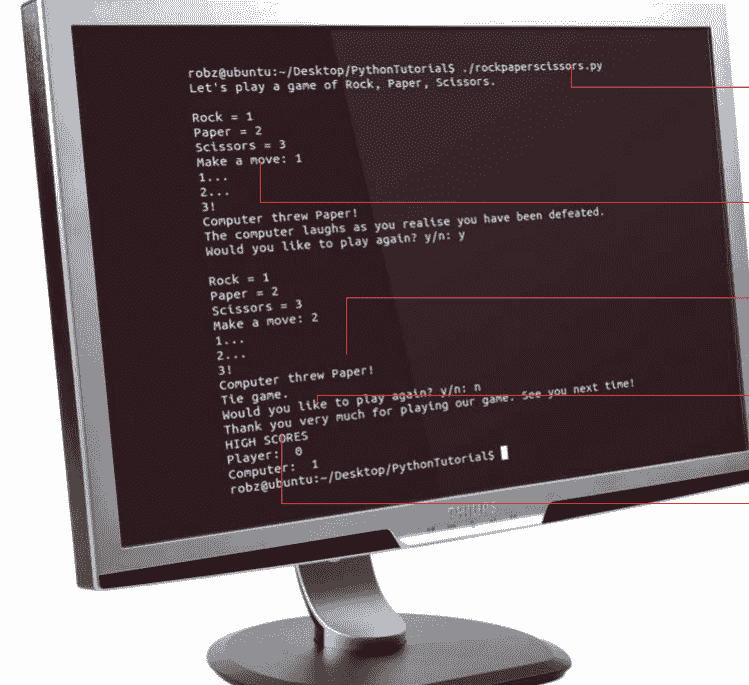 robz@ubuntu:~/Desktop/PythonTutorial$ ./rockpaperscissors.py
Let's play a game of Rock, Paper, Scissors.
Rock = 1
Paper = 2
Scissors = 3
Make a move: 1
1...
2...
3!
Computer threw Paper!
The computer laughs as you realise you have been defeated.
Would you like to play again? y/n: y
Rock = 1
Paper = 2
Scissors = 3
Make a move: 2
1...
2...
3!
Computer threw Paper!
Tie game.
Would you like to play again? y/n: n
Thank you very much for playing our game. See you next time!
HIGH SCORES
Player: 0
Computer: 1
robz@ubuntu:~/Desktop/PythonTutorial$
PHILIPS